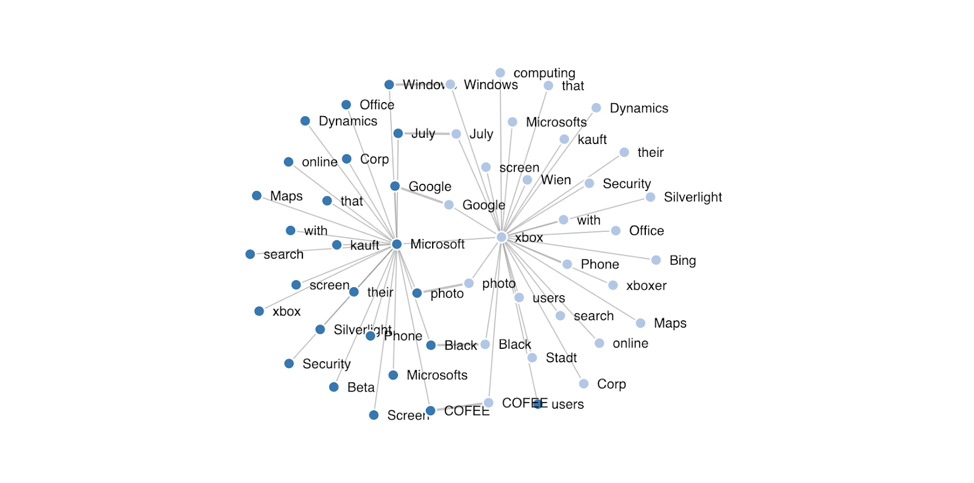 computing
Windows
Windows
that
Office
Dynamics
Dynamics
Microsofts
July
July
kauft
online
Corp
their
screen
Google
Wien
Security
Maps
that
Google
Silverlight
with
with
Office
search
kauft
Microsoft
xbox
Bing
Phone
screen
their
photo
photo
xboxer
users
xbox
search
Maps
Silverlight
Phone
Black
Black
online
Security
Stadt
Beta
Microsofts
Corp
Screen
COFEE
COFEE
users